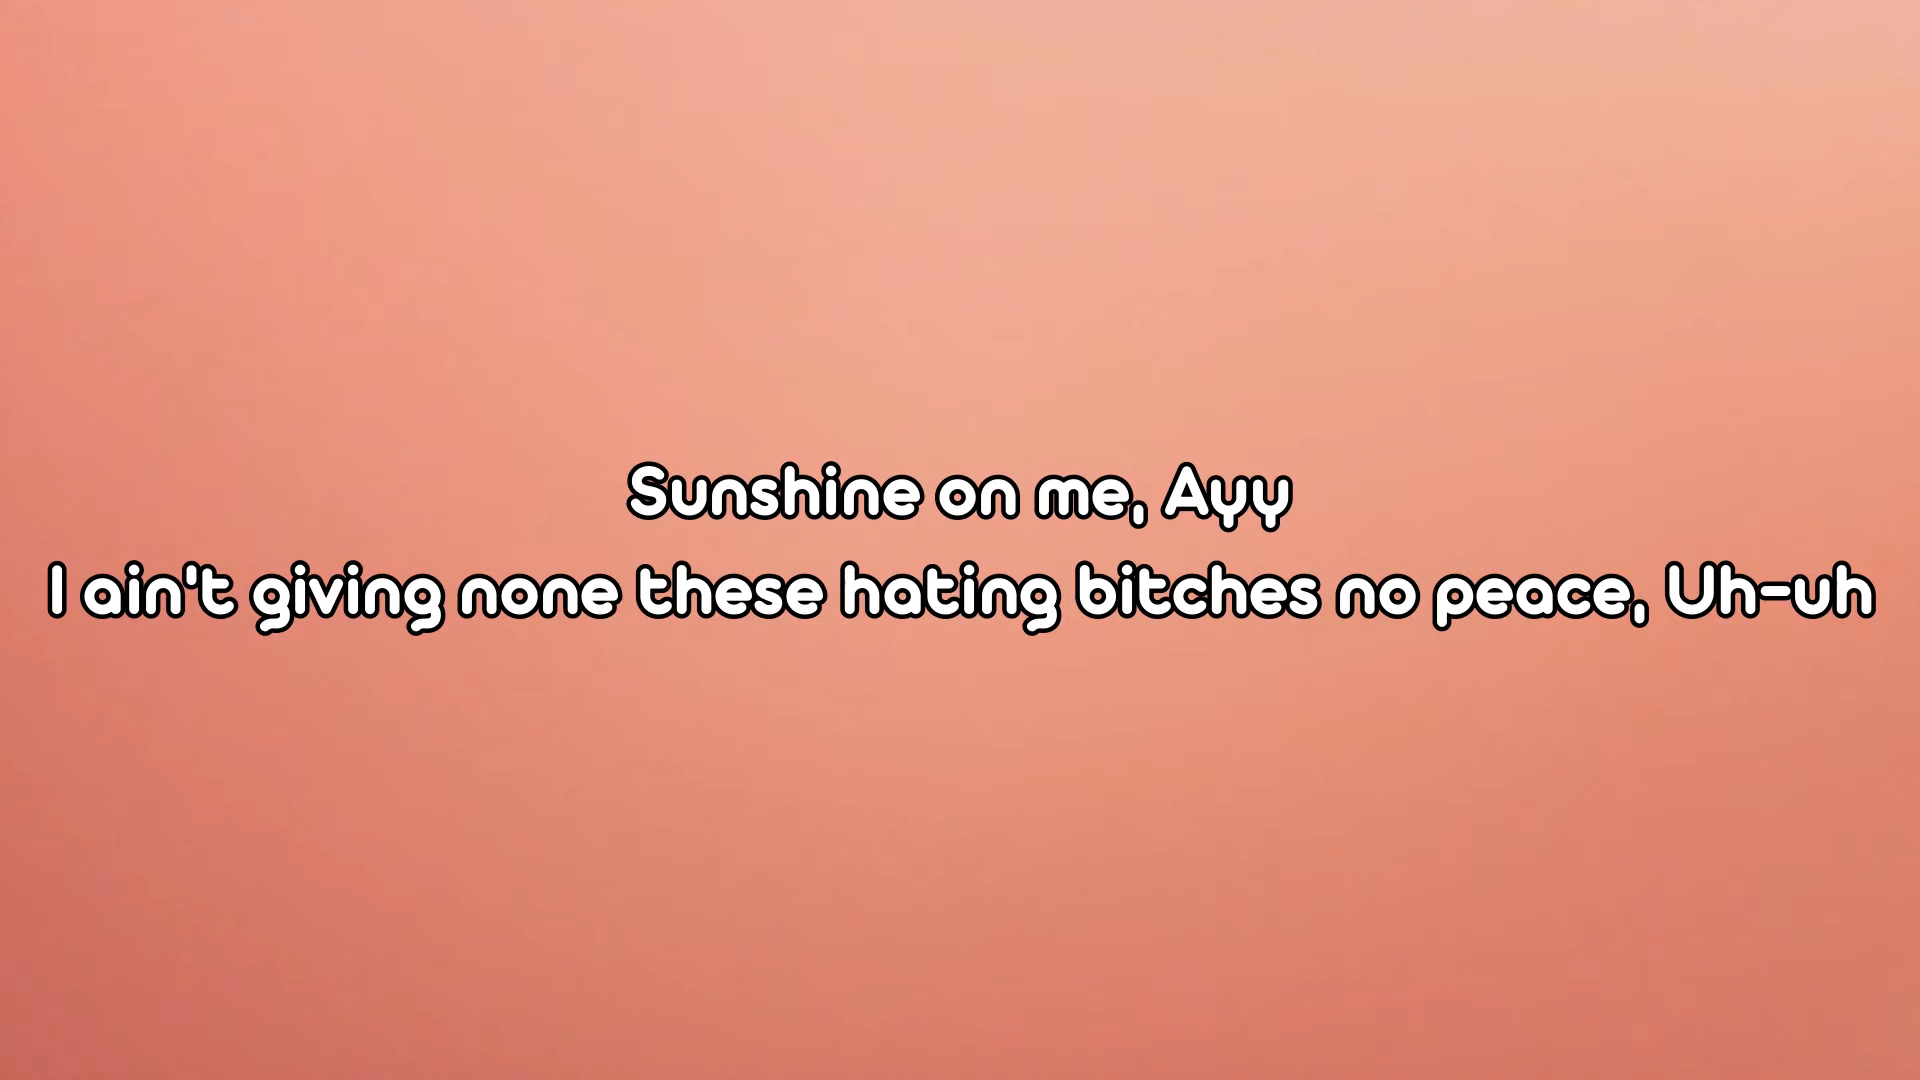 Sunshine on me, Ayy
I ain't giving none these hating bitches no peace, Uh-uh